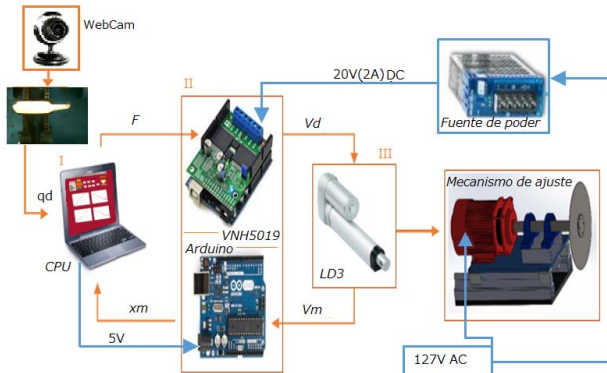 WebCam
20V(2A) DC
II
F
Vd
Fuente de poder
I
III
Mecanismo de ajuste
qd
VNH5019
Arduino
CPU
LD3
xm
Vm
5V
127V AC